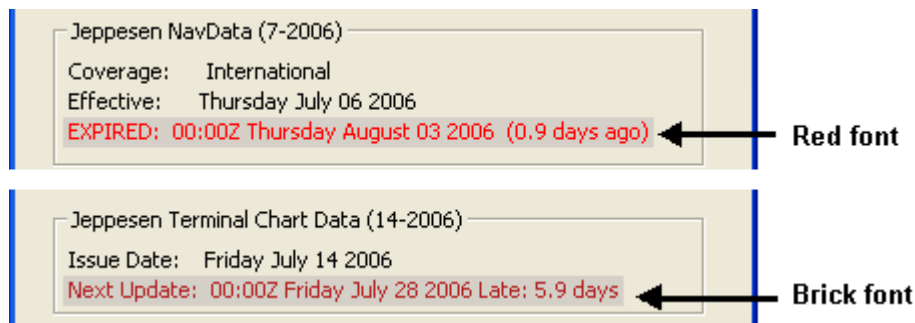 Jeppesen NavData (7-2006)
Coverage: International
Effective: Thursday July 06 2006
EXPIRED: 00:00Z Thursday August 03 2006 (0.9 days ago)
Red font
Jeppesen Terminal Chart Data (14-2006)
Issue Date: Friday July 14 2006
Next Update: 00:00Z Friday July 28 2006 Late: 5.9 days
Brick font